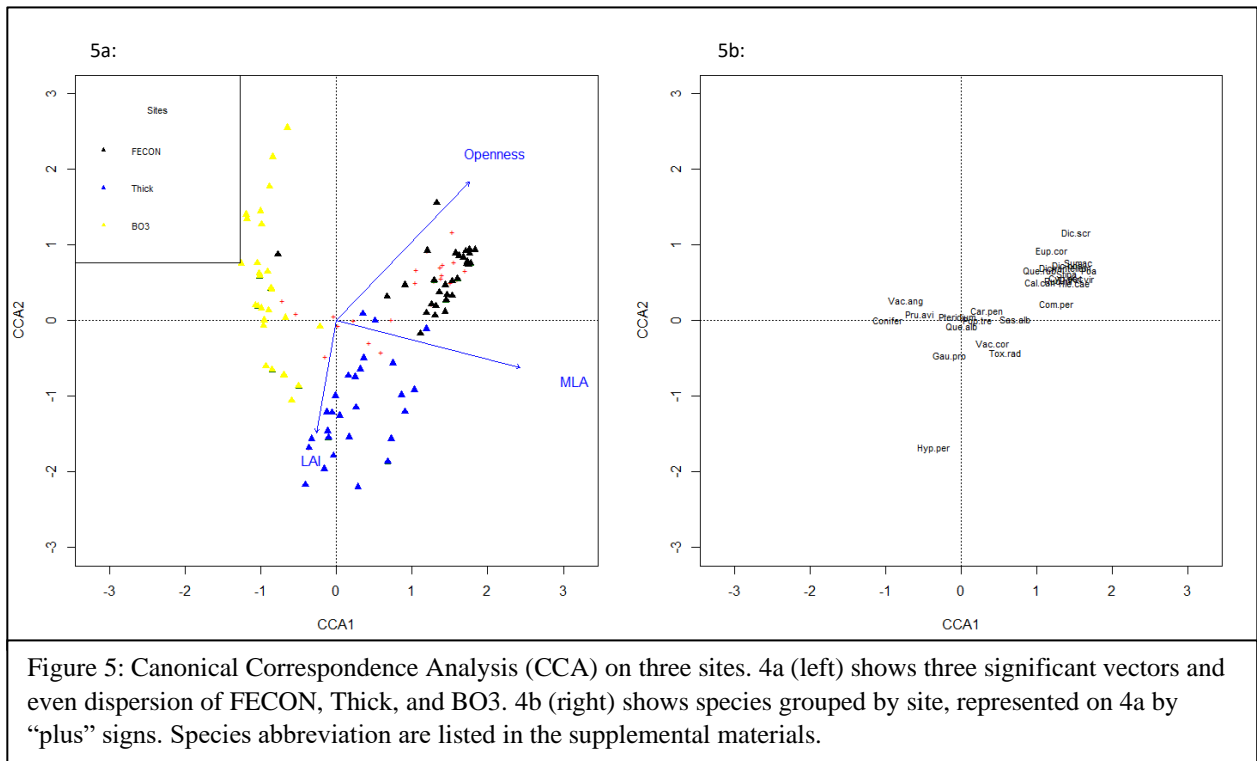 5a:
3
2
1
0
-1
-2
-3
CCA2
-3
-2
-1
0
1
2
3
CCA1
Sites
FECON
Thick
BO3
Openness
MLA
LAI
5b:
3
2
1
0
-1
-2
-3
CCA2
-3
-2
-1
0
1
2
3
CCA1
Dic.scr
Eup.cor
Sumac
Com.per
Vac.ang
Pru.avi
Conifer
Car.pen
Pteridium
Sas.alb
Que.alb
Vac.cor
Tox.rad
Gau.pro
Hyp.per
Figure 5: Canonical Correspondence Analysis (CCA) on three sites. 4a (left) shows three significant vectors and
even dispersion of FECON, Thick, and BO3. 4b (right) shows species grouped by site, represented on 4a by
“plus” signs. Species abbreviation are listed in the supplemental materials.